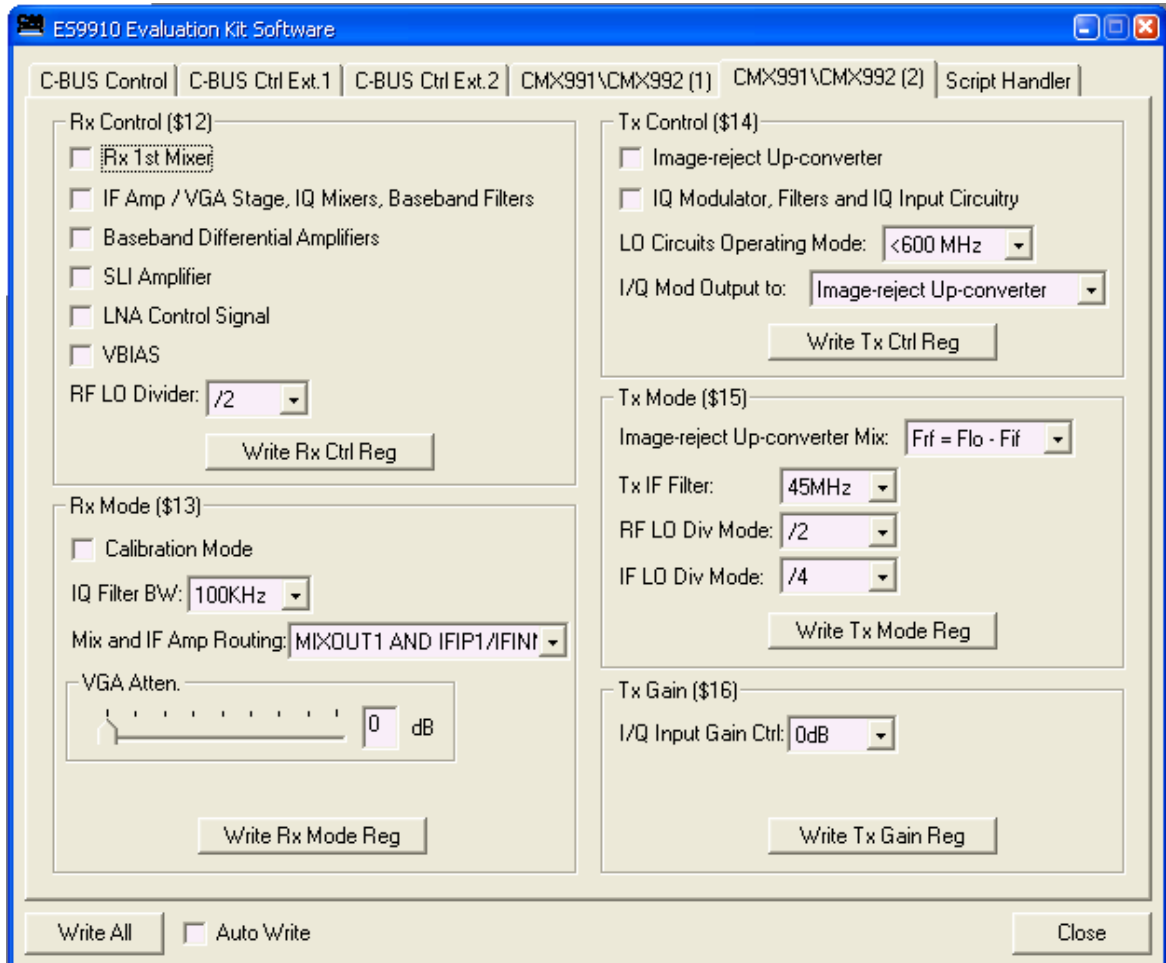 ES9910 Evaluation Kit Software
C-BUS Control C-BUS Ctrl Ext.1 C-BUS Ctrl Ext.2 CMX991\CMX992 (1) CMX991\CMX992 (2) Script Handler
Rx Control ($12)
Rx 1st Mixer
IF Amp / VGA Stage, IQ Mixers, Baseband Filters
Baseband Differential Amplifiers
SLI Amplifier
LNA Control Signal
VBIAS
RF LO Divider: /2
Write Rx Ctrl Reg
Rx Mode ($13)
Calibration Mode
IQ Filter BW: 100KHz
Mix and IF Amp Routing: MIXOUT1 AND IFIP1/IFIN
VGA Atten.
0 dB
Write Rx Mode Reg
Tx Control ($14)
Image-reject Up-converter
IQ Modulator, Filters and IQ Input Circuitry
LO Circuits Operating Mode: <600 MHz
I/Q Mod Output to: Image-reject Up-converter
Write Tx Ctrl Reg
Tx Mode ($15)
Image-reject Up-converter Mix: Frf = Flo - Fif
Tx IF Filter: 45MHz
RF LO Div Mode: /2
IF LO Div Mode: /4
Write Tx Mode Reg
Tx Gain ($16)
I/Q Input Gain Ctrl: 0dB
Write Tx Gain Reg
Write All Auto Write Close